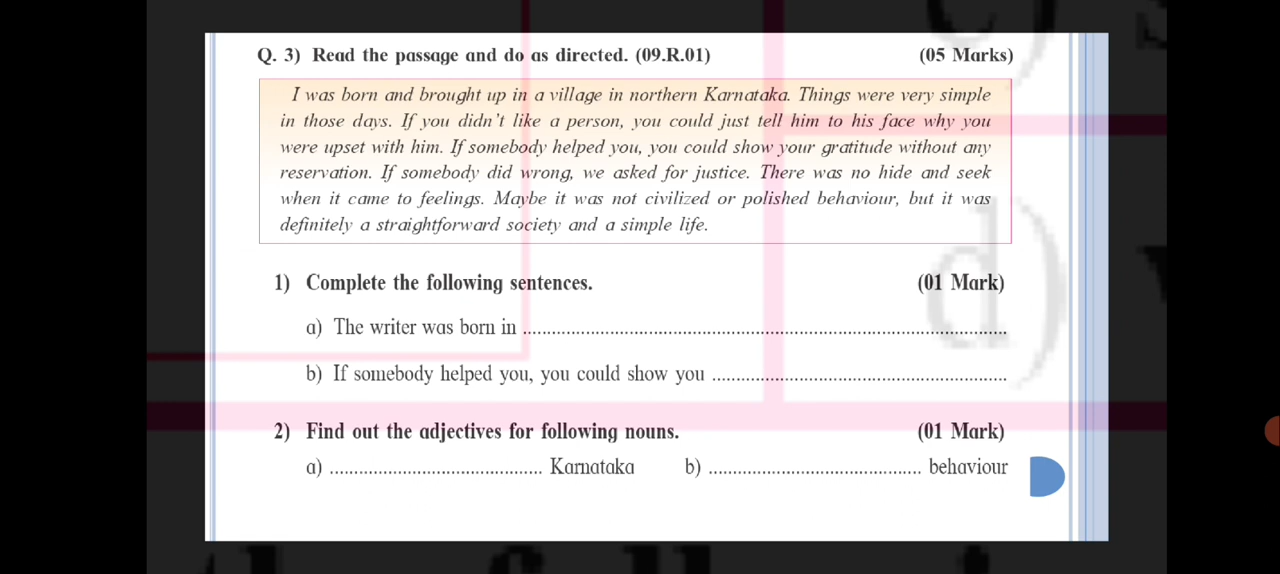 Q. 3) Read the passage and do as directed. (09.R.01) (05 Marks)
I was born and brought up in a village in northern Karnataka. Things were very simple
in those days. If you didn't like a person, you could just tell him to his face why you
were upset with him. If somebody helped you, you could show your gratitude without any
reservation. If somebody did wrong, we asked for justice. There was no hide and seek
when it came to feelings. Maybe it was not civilized or polished behaviour, but it was
definitely a straightforward society and a simple life.
1) Complete the following sentences. (01 Mark)
a) The writer was born in ....................................................................................................
b) If somebody helped you, you could show you .............................................................
2) Find out the adjectives for following nouns. (01 Mark)
a) ............................................ Karnataka b) ............................................ behaviour
d)